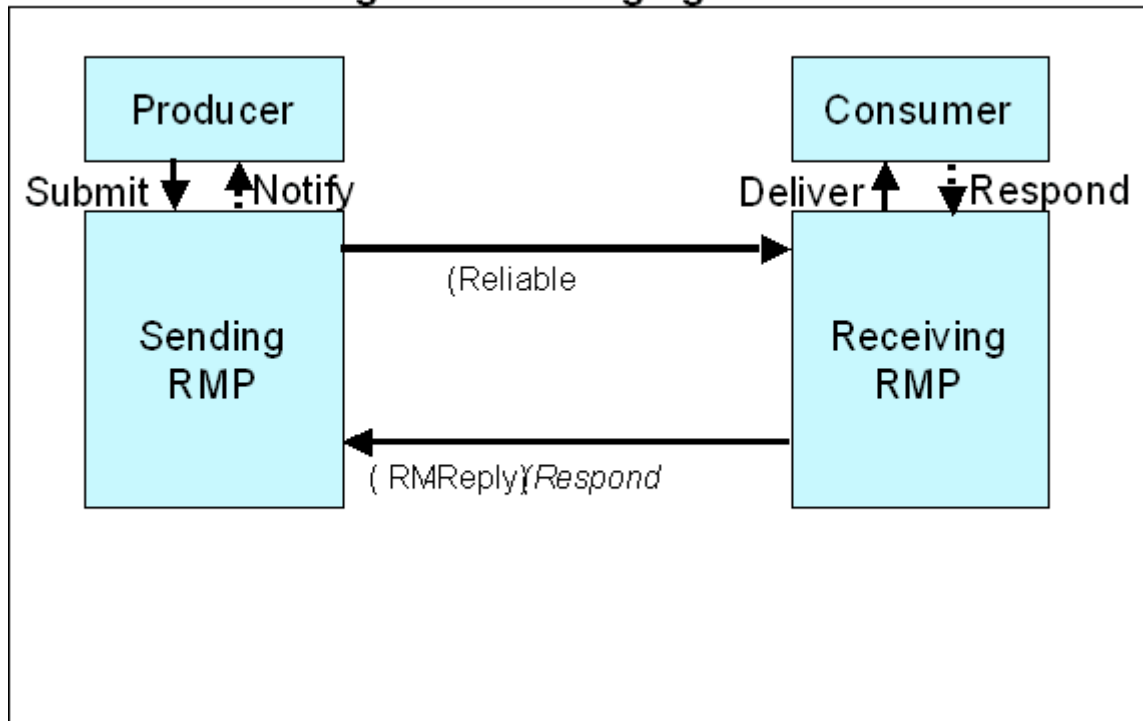 Producer
Consumer
Submit
Notify
Deliver
Respond
(Reliable
Sending
RMP
Receiving
RMP
( RMReply)(Respond